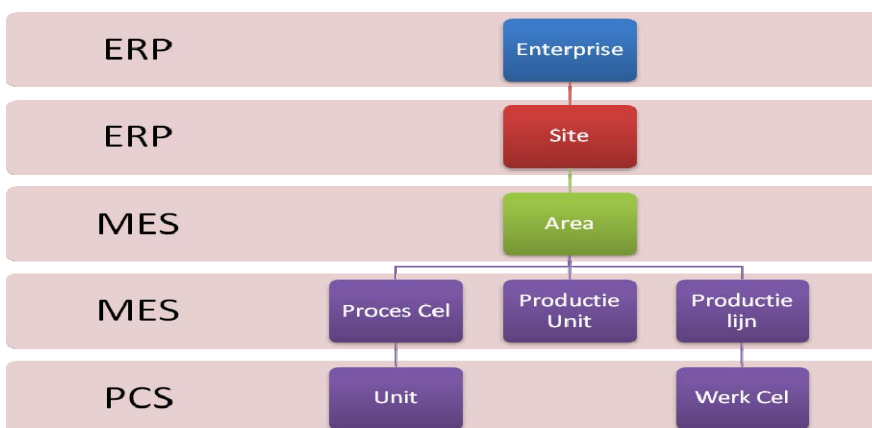 ERP
Enterprise
ERP
Site
MES
Area
MES
Proces Cel
Productie
Unit
Productie
lijn
PCS
Unit
Werk Cel